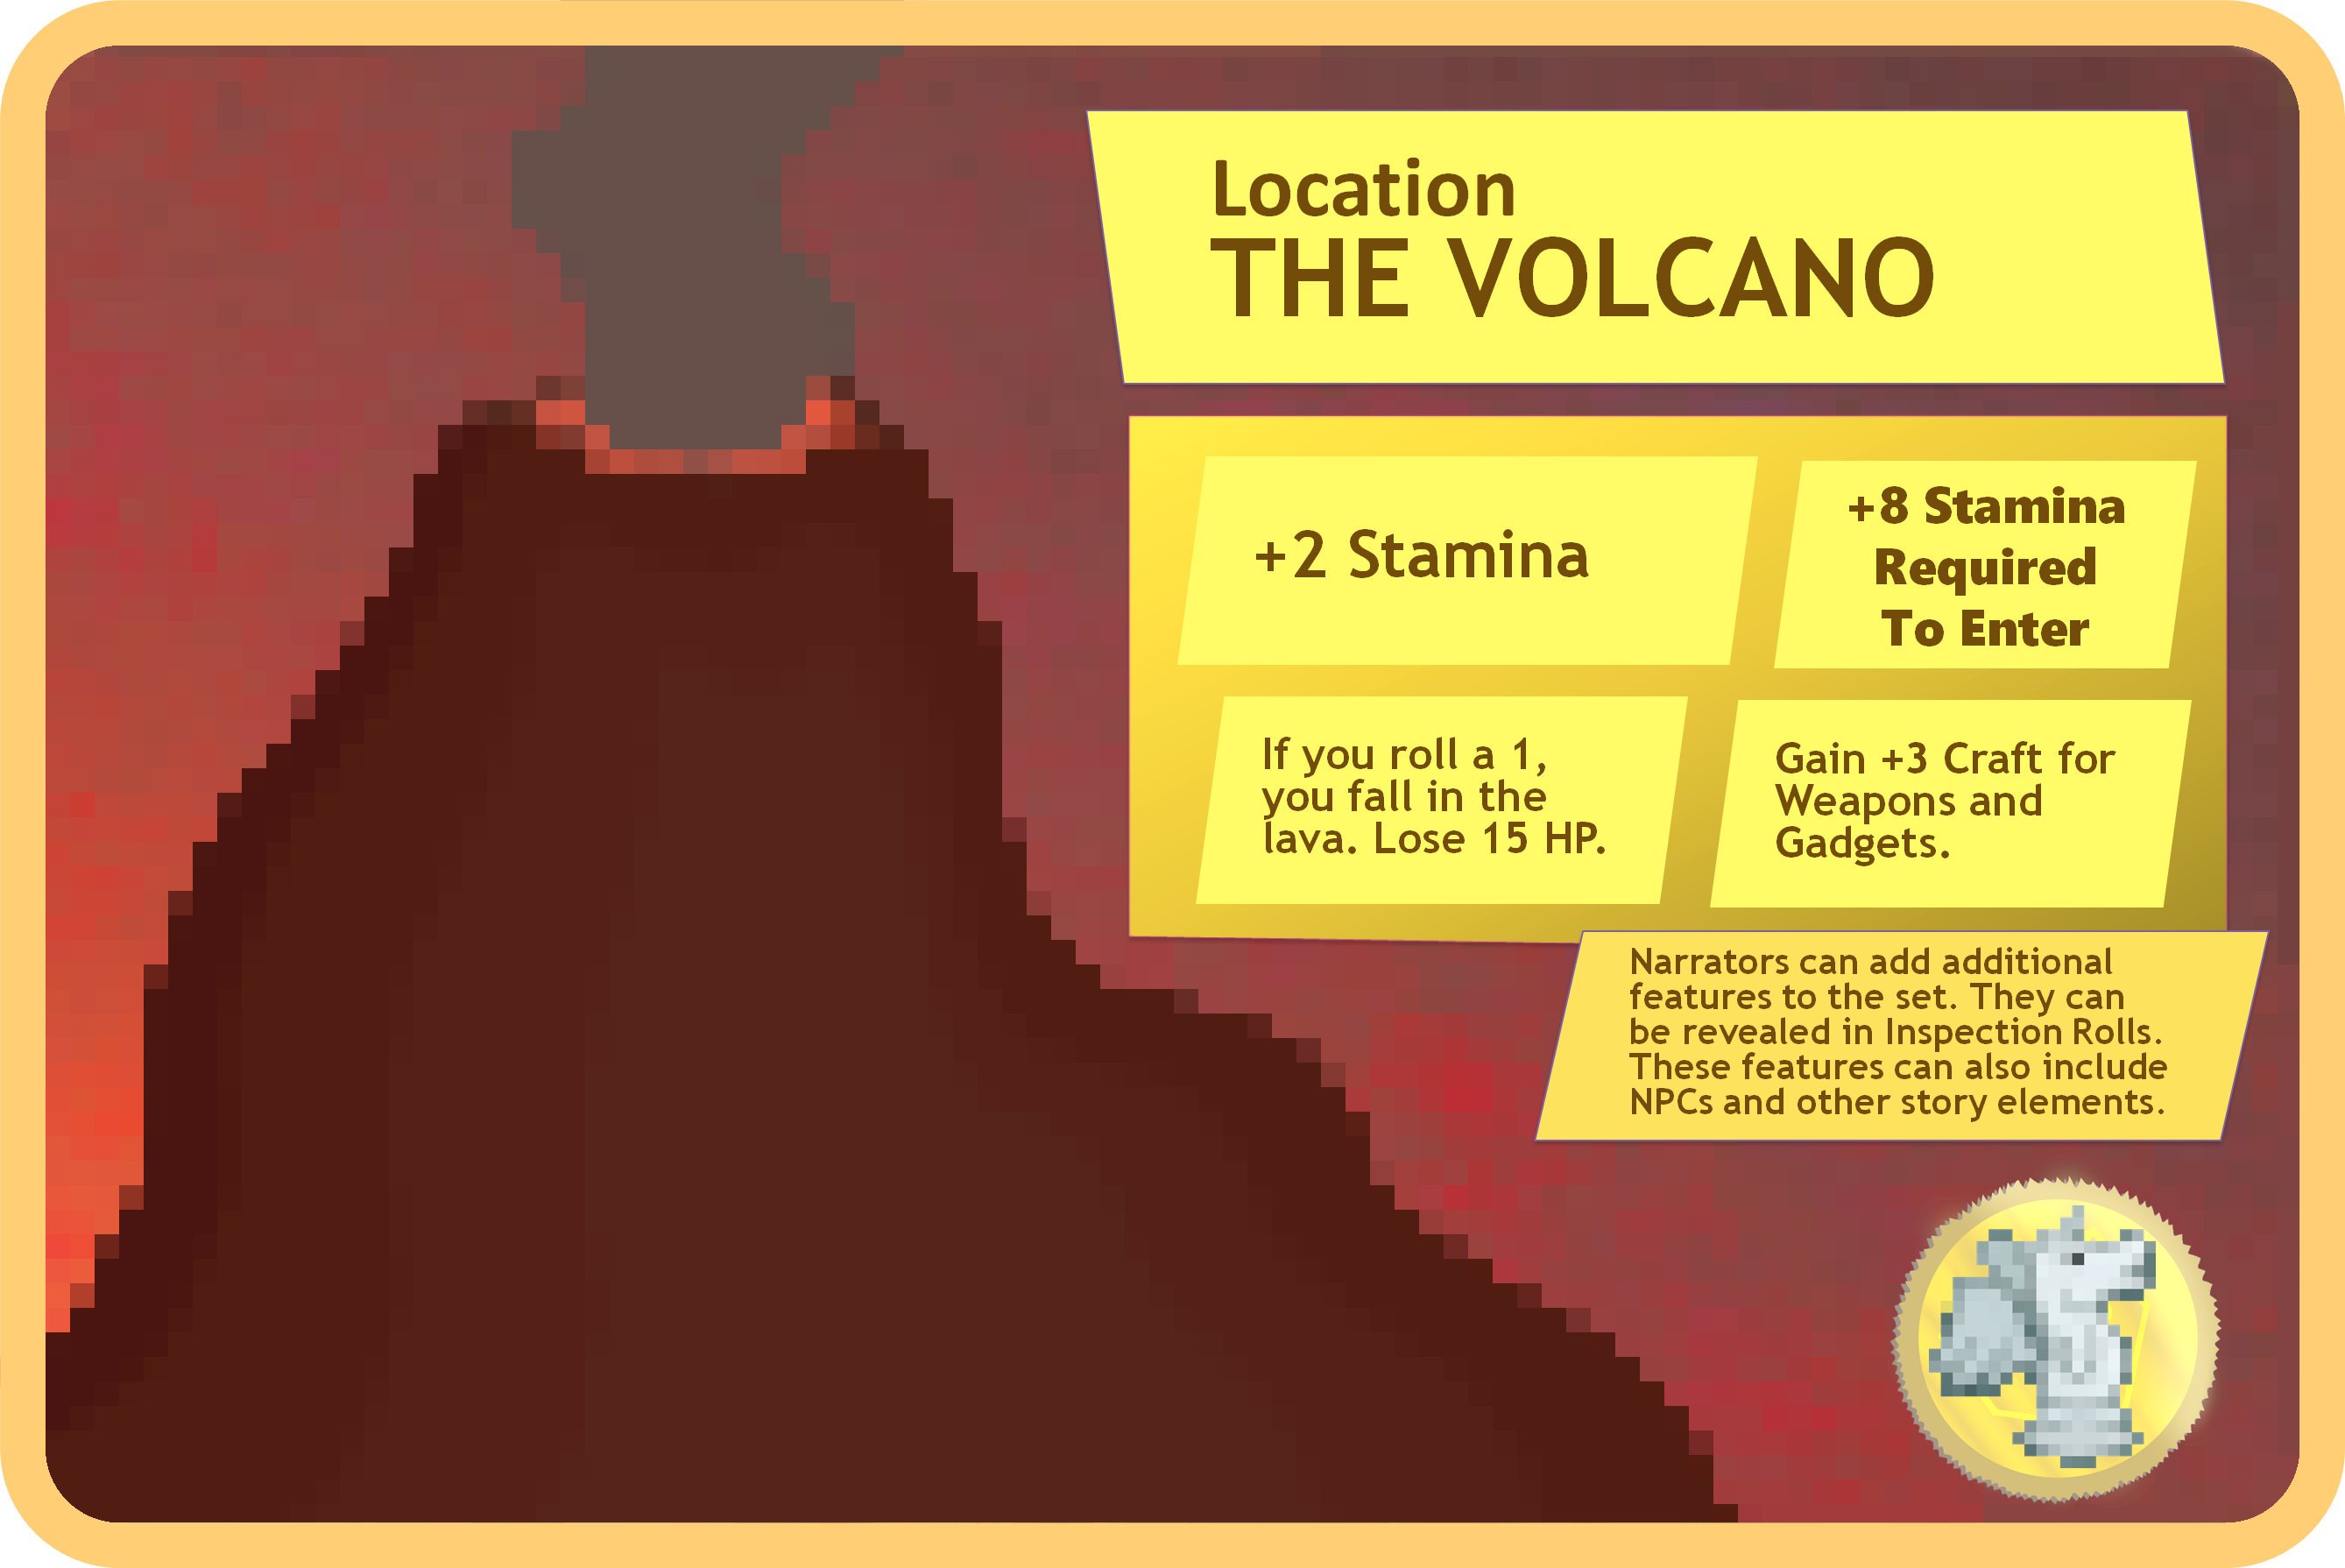 Location
THE VOLCANO
+2 Stamina
+8 Stamina
Required
To Enter
If you roll a 1,
you fall in the
lava. Lose 15 HP.
Gain +3 Craft for
Weapons and
Gadgets.
Narrators can add additional
features to the set. They can
be revealed in Inspection Rolls.
These features can also include
NPCs and other story elements.